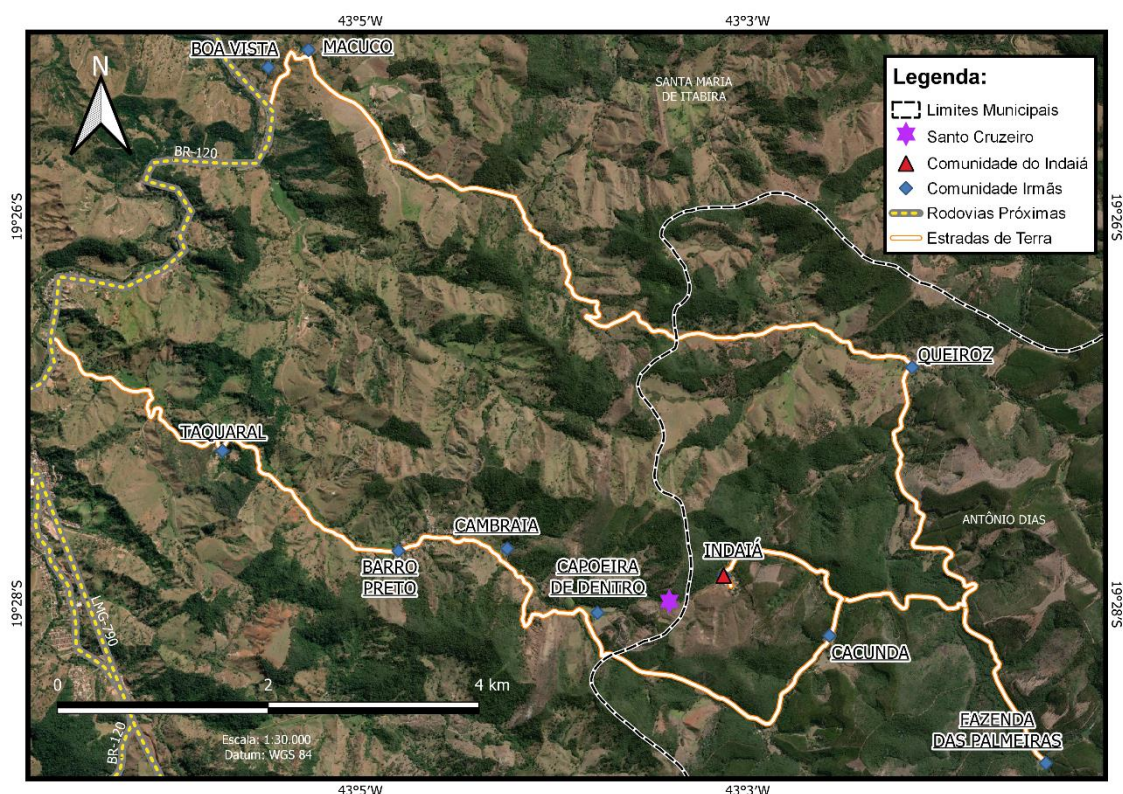 43°5'W
43°3'W
BOA VISTA
MACUCO
N
SANTA MARIA
DE ITABIRA
BR-120
Legenda:
Limites Municipais
Santo Cruzeiro
Comunidade do Indaiá
Comunidade Irmãs
Rodovias Próximas
Estradas de Terra
19°26'S
19°26'S
QUEIROZ
TAQUARAL
CAMBRAIA
BARRO
PRETO
CAPOEIRA
DE DENTRO
INDAIÁ
ANTÔNIO DIAS
19°28'S
19°28'S
LMG-790
CACUNDA
0
2
4 km
FAZENDA
DAS PALMEIRAS
BR-120
Escala: 1:30.000
Datum: WGS 84
43°5'W
43°3'W